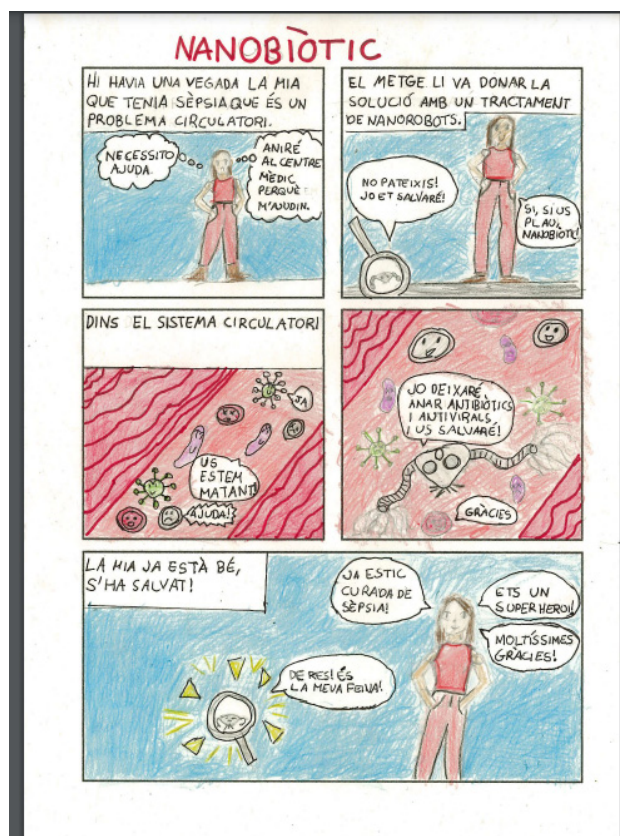 NANOBIÒTIC
HI HAVIA UNA VEGADA LA MIA
QUE TENIA SÈPSIA QUE ÉS UN
PROBLEMA CIRCULATORI.
NECESSITO
AJUDA.
ANIRÉ
AL CENTRE
MÈDIC
PERQUÈ
M'AJUDIN.
EL METGE LI VA DONAR LA
SOLUCIÓ AMB UN TRACTAMENT
DE NANOROBOTS.
NO PATEIXIS!
JO ET SALVARÉ!
SI, SI US
PLAU,
NANOBIÒTIC!
DINS EL SISTEMA CIRCULATORI
JA
US
ESTEM
MATANT!
AJUDA!
JO DEIXARÉ
ANAR ANTIBIÒTICS
I ANTIVIRALS
I US SALVARÉ!
GRÀCIES
LA MIA JA ESTÀ BÉ,
S'HA SALVAT!
JA ESTIC
CURADA DE
SÈPSIA!
ETS UN
SUPERHEROI!
MOLTÍSSIMES
GRÀCIES!
DE RES! ÉS
LA MEVA FEINA!